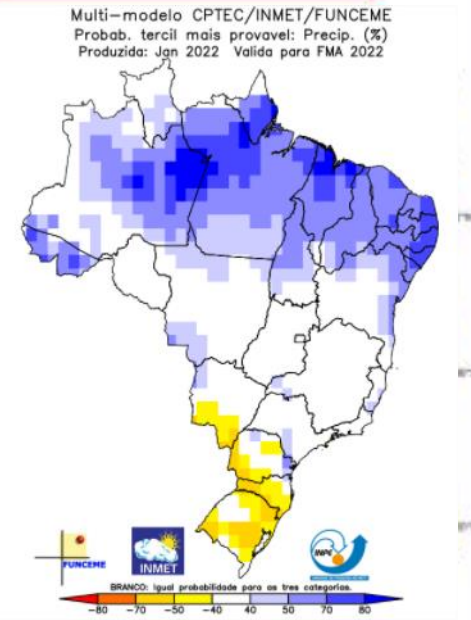 Multi-modelo CPTEC/INMET/FUNCEME
Probab. tercil mais provavel: Precip. (%)
Produzida: Jan 2022 Valida para FMA 2022
FUNCEME
INMET
INPE
BRANCO: Igual probabilidade para as tres categorias.
-80 -70 -50 -40 40 50 70 80